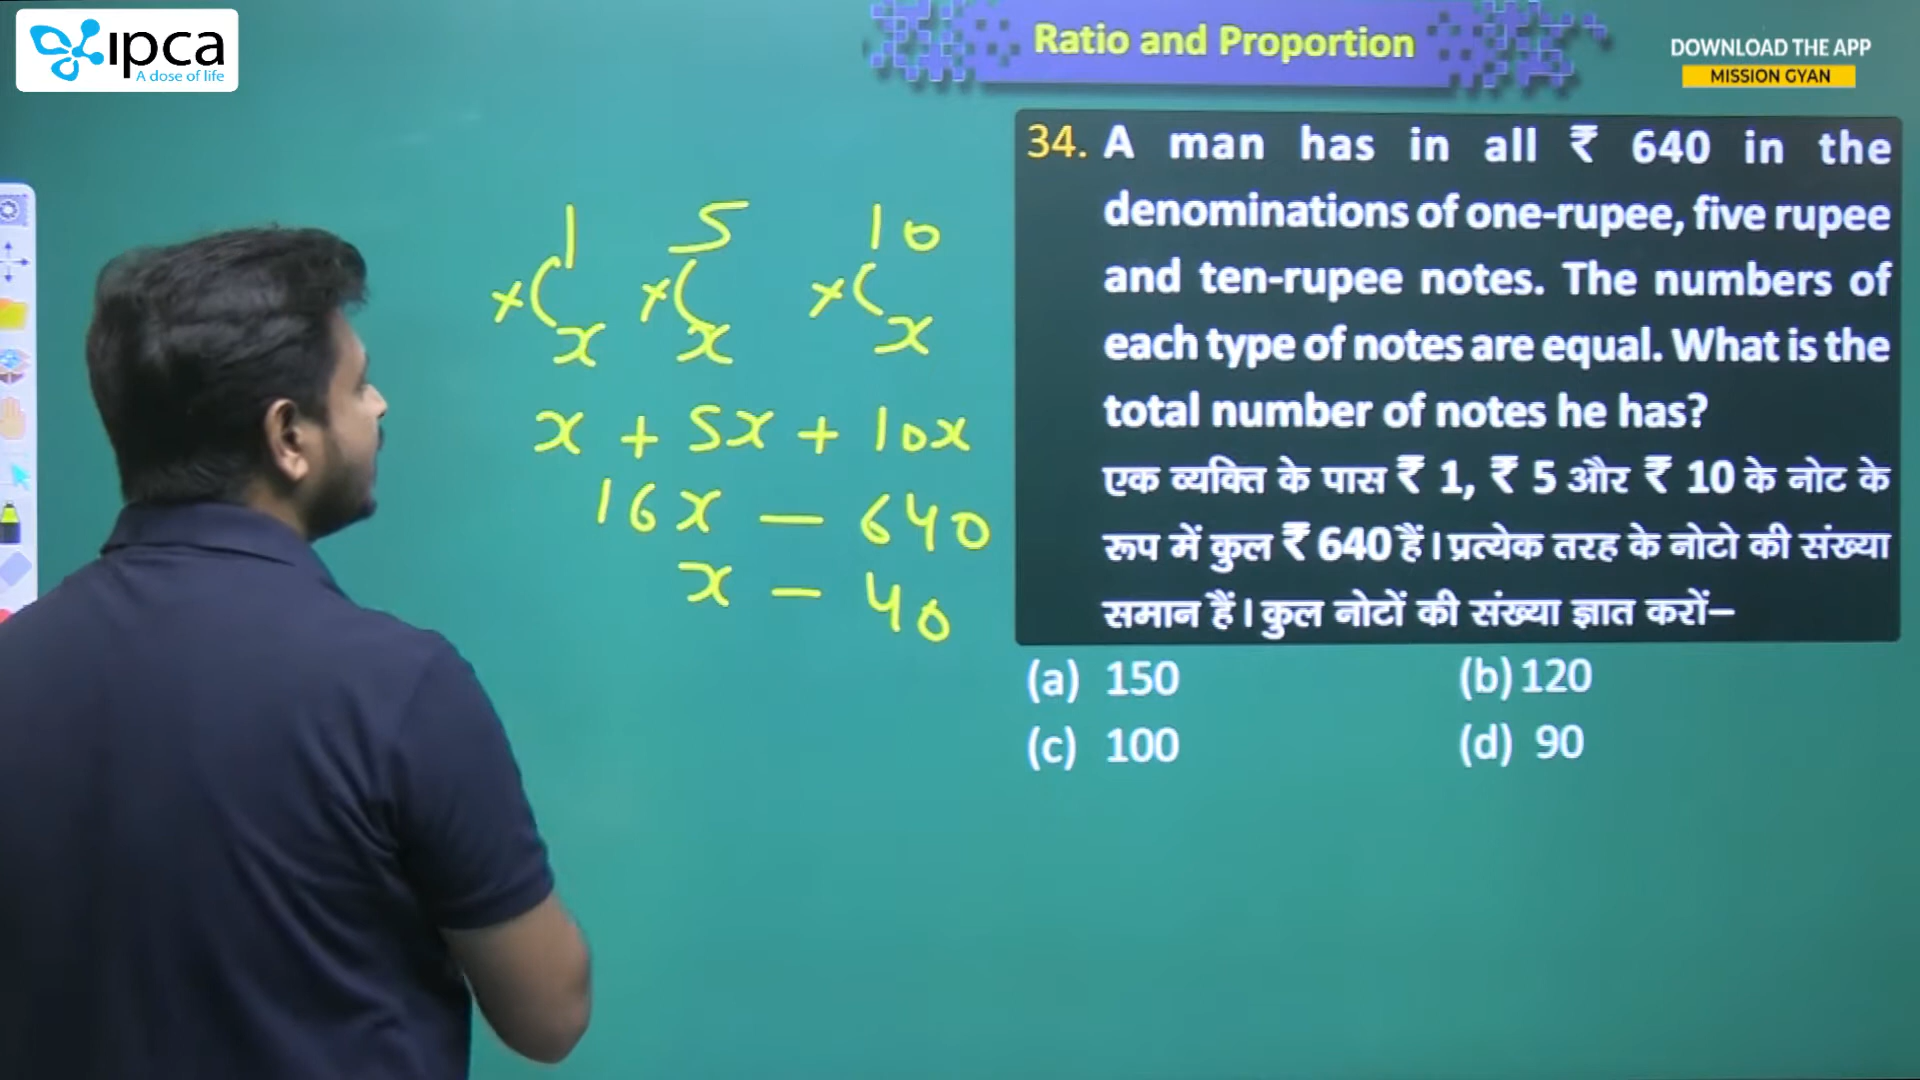 ipca
A dose of life
Ratio and Proportion
DOWNLOAD THE APP
MISSION GYAN
34. A man has in all ₹ 640 in the
denominations of one-rupee, five rupee
and ten-rupee notes. The numbers of
each type of notes are equal. What is the
total number of notes he has?
एक व्यक्ति के पास ₹ 1, ₹ 5 और ₹ 10 के नोट के
रूप में कुल ₹ 640 हैं। प्रत्येक तरह के नोटो की संख्या
समान हैं। कुल नोटों की संख्या ज्ञात करों–
(a) 150 (b) 120
(c) 100 (d) 90
1 5 10
×( ×( ×(
x x x
x + 5x + 10x
16x — 640
x — 40